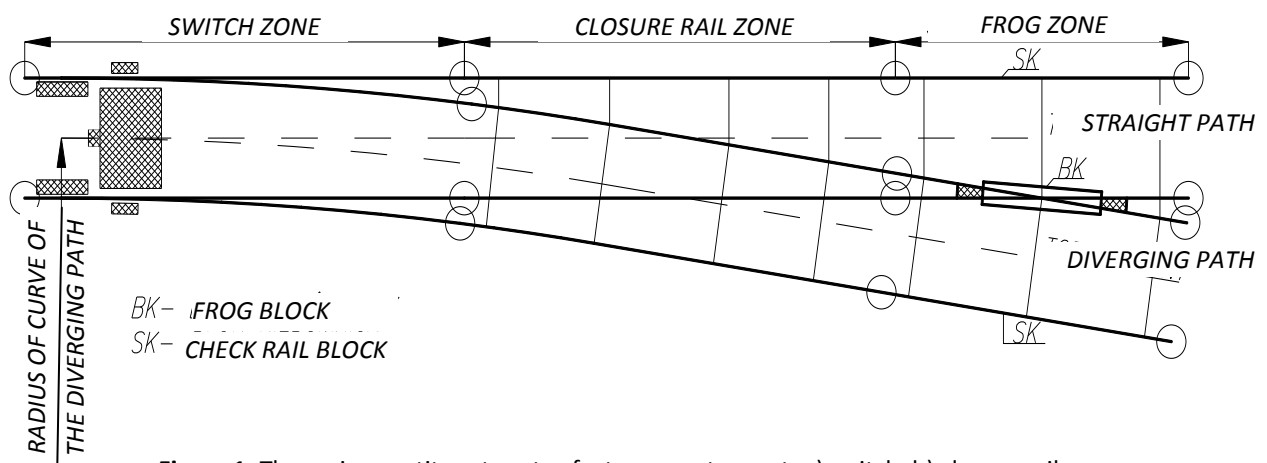 SWITCH ZONE
CLOSURE RAIL ZONE
FROG ZONE
SK
STRAIGHT PATH
BK
DIVERGING PATH
SK
RADIUS OF CURVE OF
THE DIVERGING PATH
BK- FROG BLOCK
SK- CHECK RAIL BLOCK